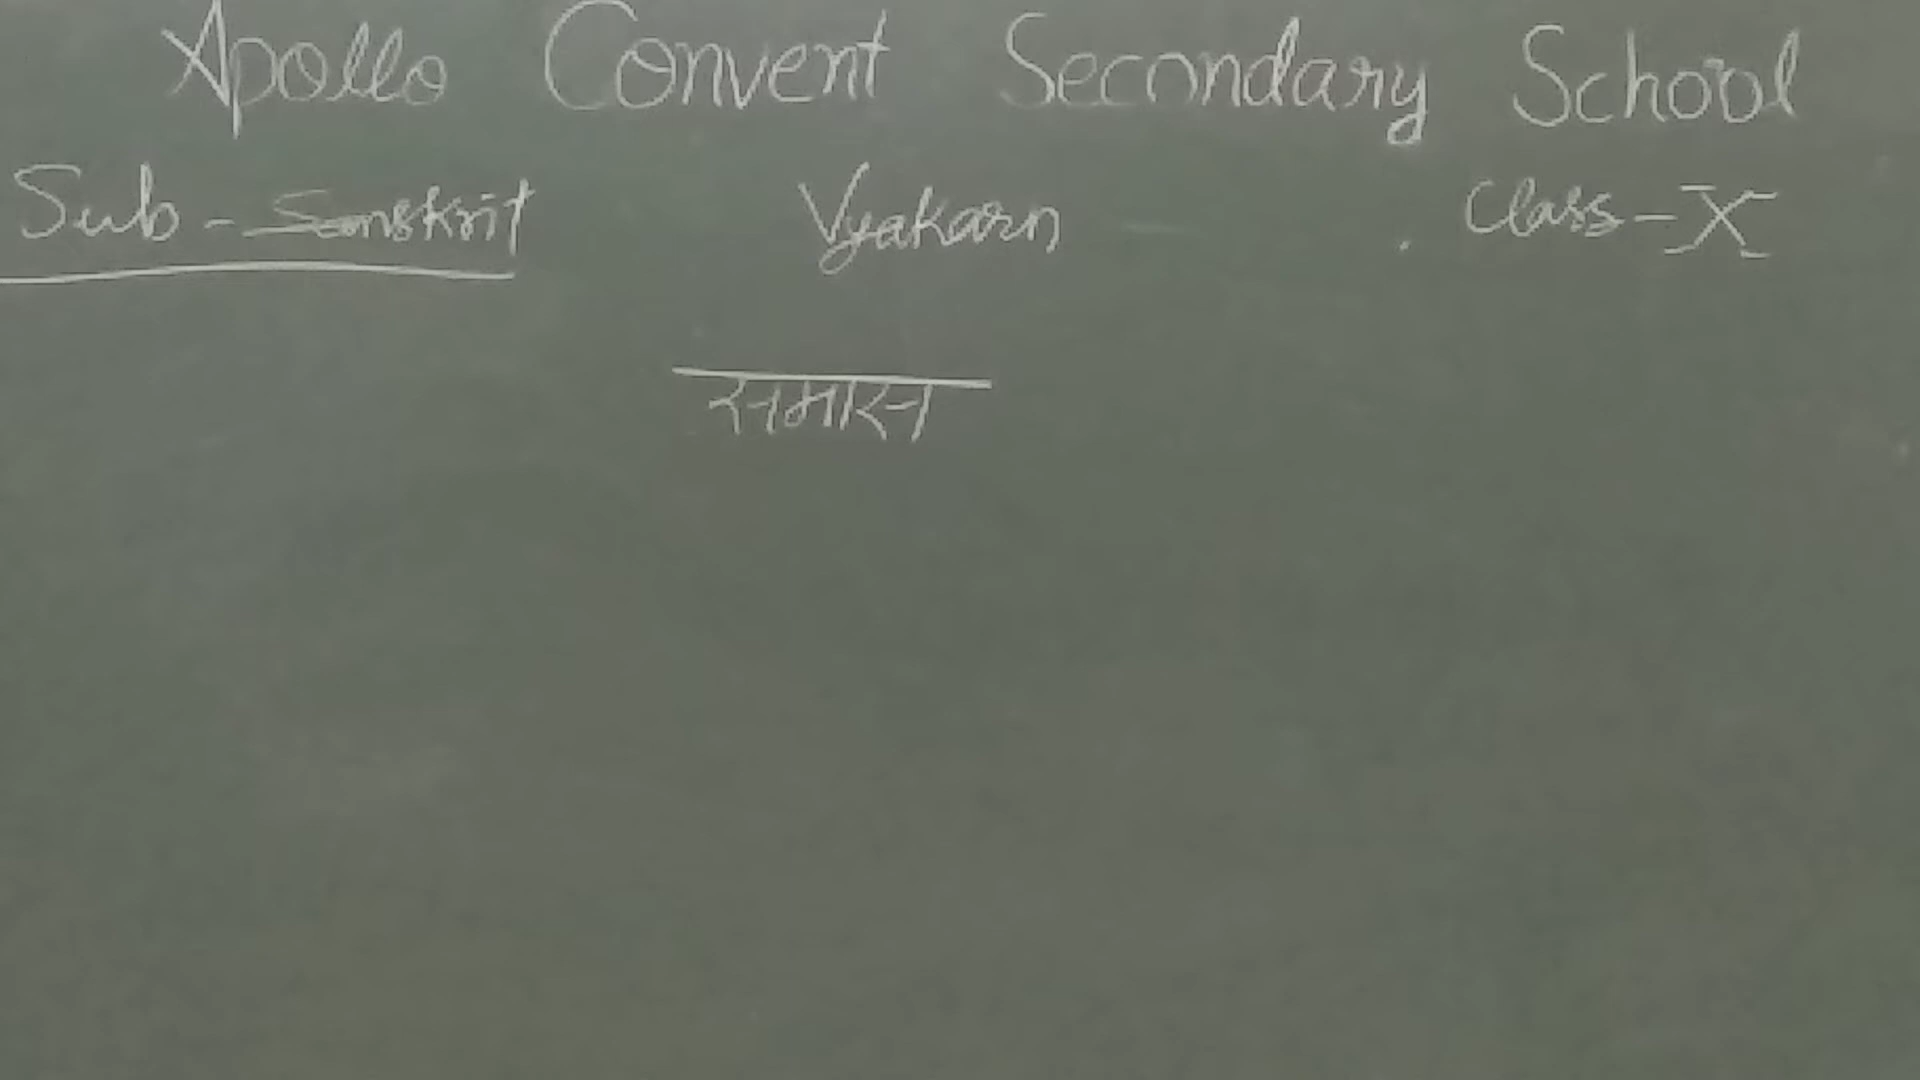 Apollo Convent Secondary School
Sub - Sanskrit Vyakarn Class - X
समास